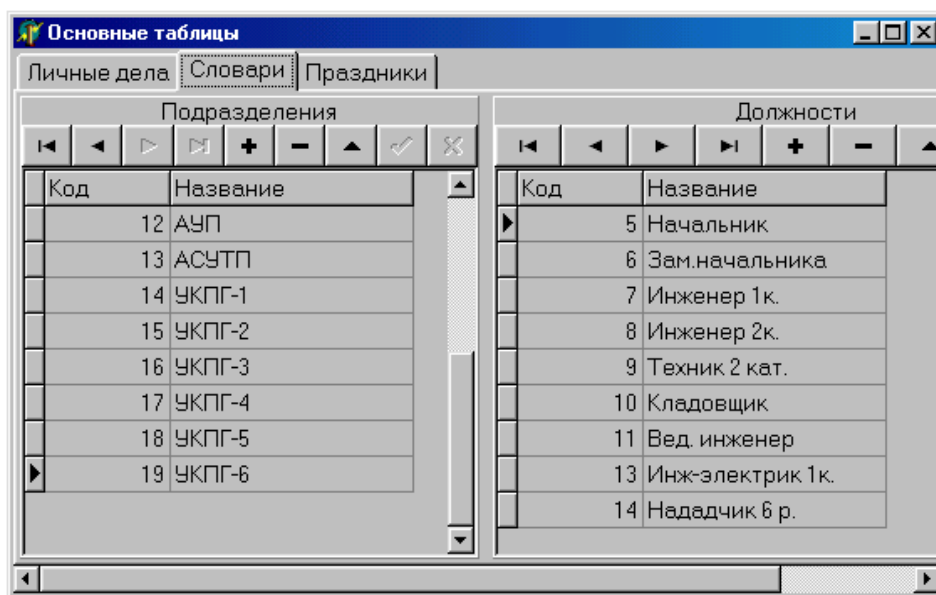 Основные таблицы
Личные дела Словари Праздники
Подразделения
Код Название
12 АУП
13 АСУТП
14 УКПГ-1
15 УКПГ-2
16 УКПГ-3
17 УКПГ-4
18 УКПГ-5
19 УКПГ-6
Должности
Код Название
5 Начальник
6 Зам.начальника
7 Инженер 1к.
8 Инженер 2к.
9 Техник 2 кат.
10 Кладовщик
11 Вед. инженер
13 Инж-электрик 1к.
14 Нададчик 6 р.